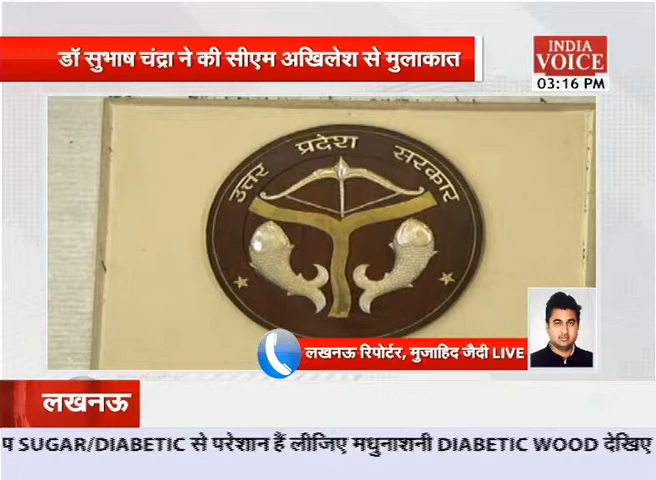 डॉ सुभाष चंद्रा ने की सीएम अखिलेश से मुलाकात
INDIA
VOICE
03:16 PM
उत्तर प्रदेश सरकार
लखनऊ रिपोर्टर, मुजाहिद जैदी LIVE
लखनऊ
प SUGAR/DIABETIC से परेशान हैं लीजिए मधुनाशनी DIABETIC WOOD देखिए